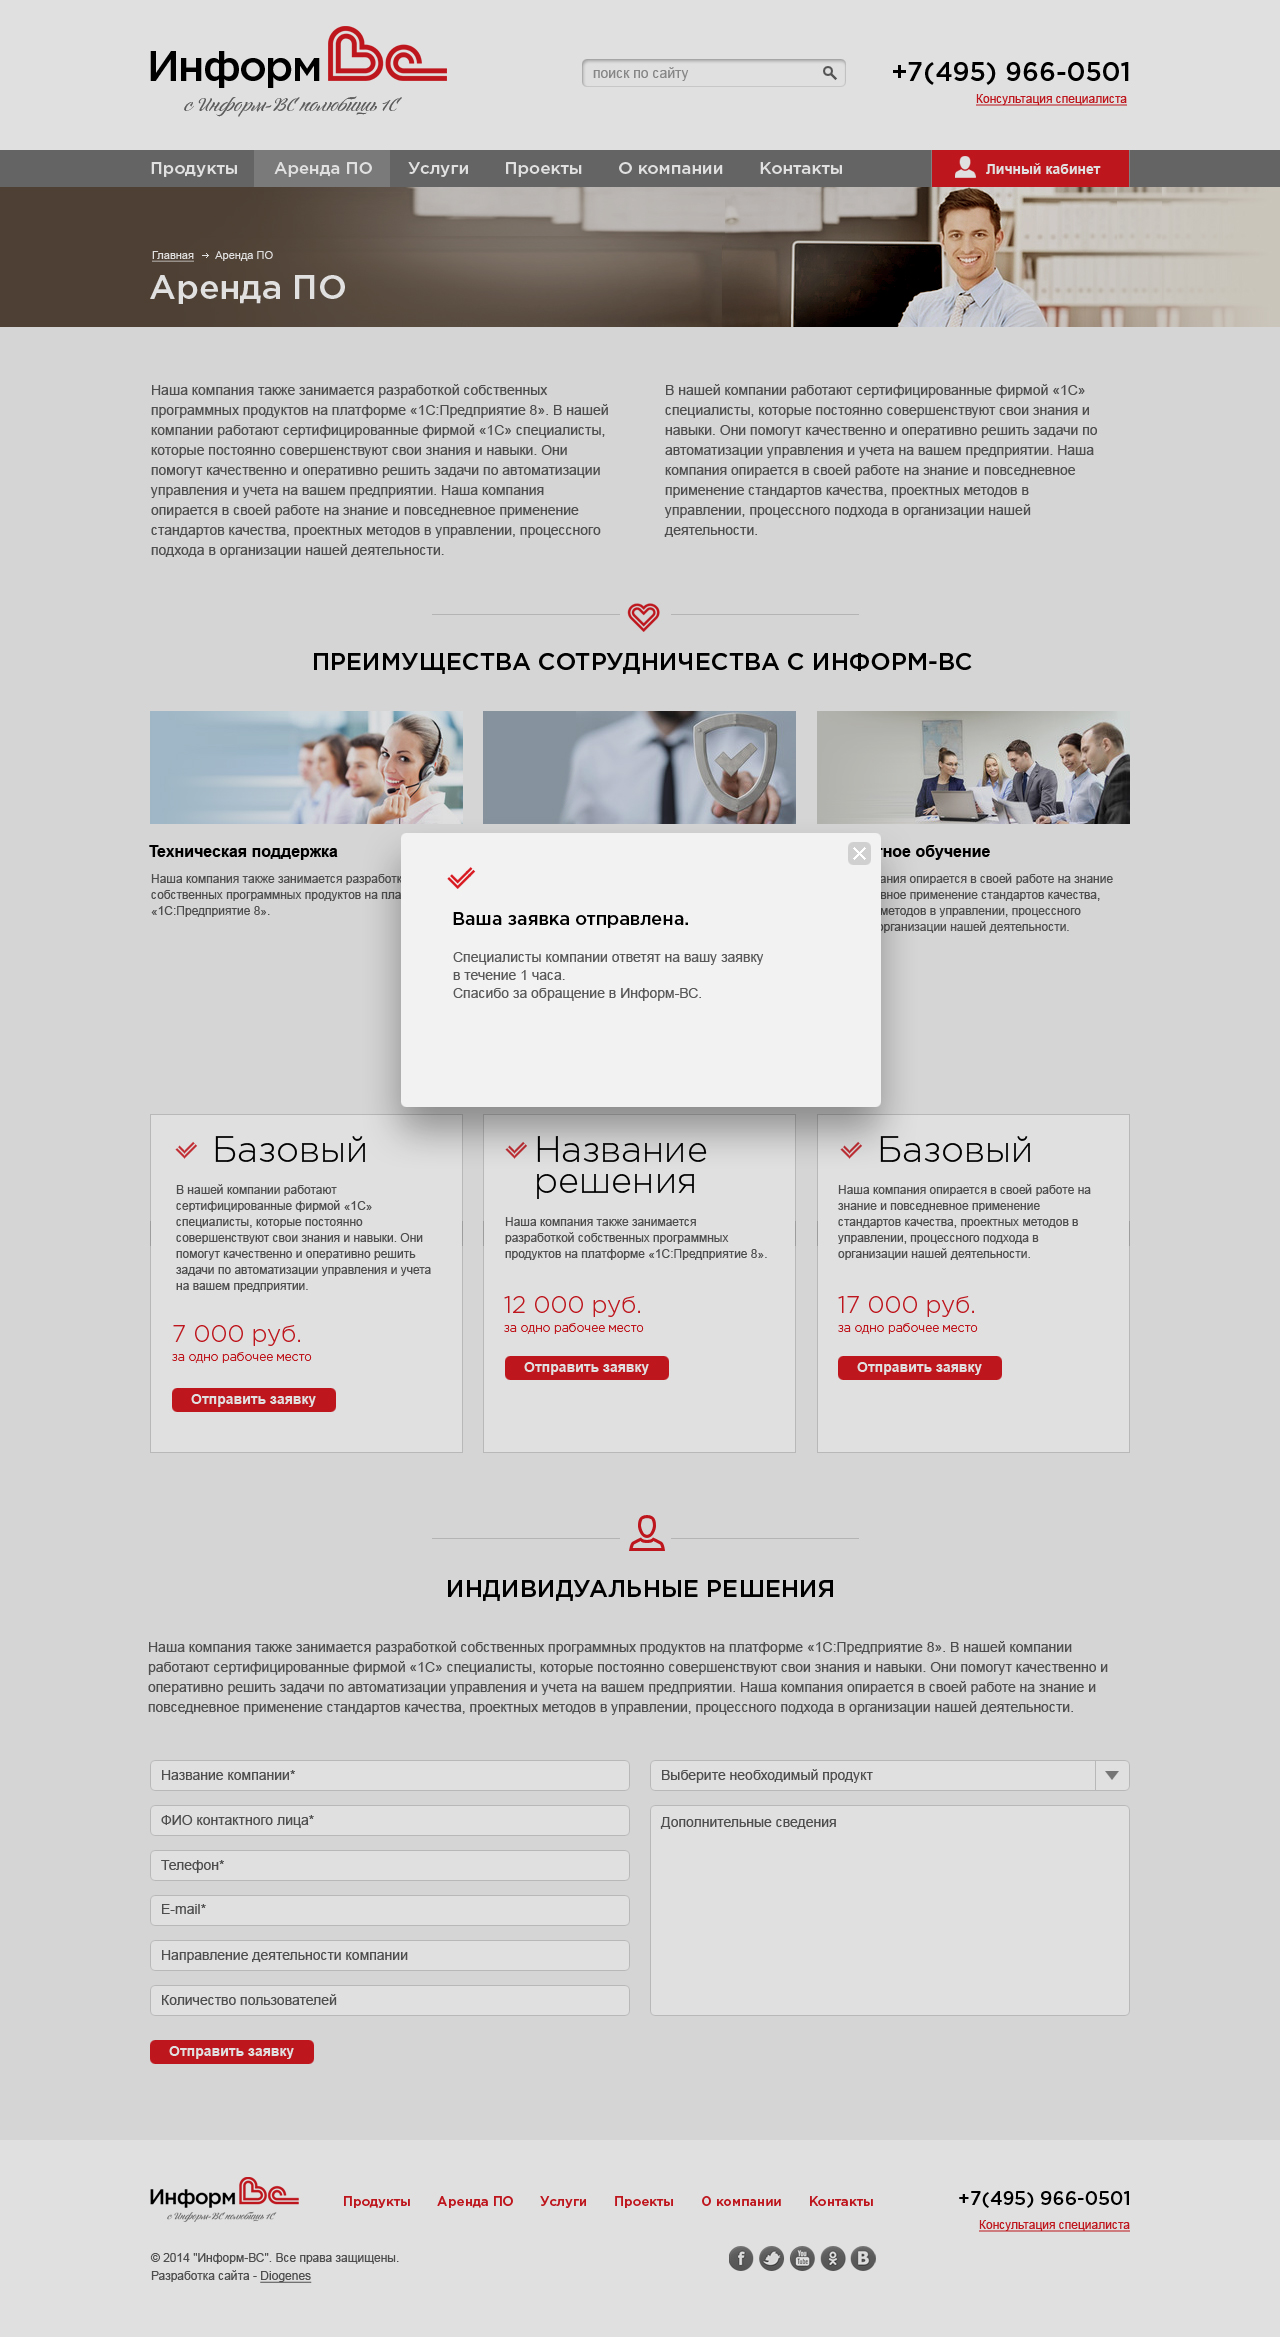 ИнформВС
с Информ-ВС полюбишь 1С
поиск по сайту
+7(495) 966-0501
Консультация специалиста
Продукты
Аренда ПО
Услуги
Проекты
О компании
Контакты
Личный кабинет
Главная → Аренда ПО
Аренда ПО
Наша компания также занимается разработкой собственных
программных продуктов на платформе «1С:Предприятие 8». В нашей
компании работают сертифицированные фирмой «1С» специалисты,
которые постоянно совершенствуют свои знания и навыки. Они
помогут качественно и оперативно решить задачи по автоматизации
управления и учета на вашем предприятии. Наша компания
опирается в своей работе на знание и повседневное применение
стандартов качества, проектных методов в управлении, процессного
подхода в организации нашей деятельности.
В нашей компании работают сертифицированные фирмой «1С»
специалисты, которые постоянно совершенствуют свои знания и
навыки. Они помогут качественно и оперативно решить задачи по
автоматизации управления и учета на вашем предприятии. Наша
компания опирается в своей работе на знание и повседневное
применение стандартов качества, проектных методов в
управлении, процессного подхода в организации нашей
деятельности.
ПРЕИМУЩЕСТВА СОТРУДНИЧЕСТВА С ИНФОРМ-ВС
Техническая поддержка
Наша компания также занимается разработк
собственных программных продуктов на пла
«1С:Предприятие 8».
тное обучение
ания опирается в своей работе на знание
вное применение стандартов качества,
методов в управлении, процессного
организации нашей деятельности.
Ваша заявка отправлена.
Специалисты компании ответят на вашу заявку
в течение 1 часа.
Спасибо за обращение в Информ-ВС.
Базовый
В нашей компании работают
сертифицированные фирмой «1С»
специалисты, которые постоянно
совершенствуют свои знания и навыки. Они
помогут качественно и оперативно решить
задачи по автоматизации управления и учета
на вашем предприятии.
7 000 руб.
за одно рабочее место
Отправить заявку
Название
решения
Наша компания также занимается
разработкой собственных программных
продуктов на платформе «1С:Предприятие 8».
12 000 руб.
за одно рабочее место
Отправить заявку
Базовый
Наша компания опирается в своей работе на
знание и повседневное применение
стандартов качества, проектных методов в
управлении, процессного подхода в
организации нашей деятельности.
17 000 руб.
за одно рабочее место
Отправить заявку
ИНДИВИДУАЛЬНЫЕ РЕШЕНИЯ
Наша компания также занимается разработкой собственных программных продуктов на платформе «1С:Предприятие 8». В нашей компании
работают сертифицированные фирмой «1С» специалисты, которые постоянно совершенствуют свои знания и навыки. Они помогут качественно и
оперативно решить задачи по автоматизации управления и учета на вашем предприятии. Наша компания опирается в своей работе на знание и
повседневное применение стандартов качества, проектных методов в управлении, процессного подхода в организации нашей деятельности.
Название компании*
ФИО контактного лица*
Телефон*
E-mail*
Направление деятельности компании
Количество пользователей
Выберите необходимый продукт
Дополнительные сведения
Отправить заявку
ИнформВС
с Информ-ВС полюбишь 1С
Продукты
Аренда ПО
Услуги
Проекты
О компании
Контакты
+7(495) 966-0501
Консультация специалиста
© 2014 "Информ-ВС". Все права защищены.
Разработка сайта - Diogenes
You
Tube